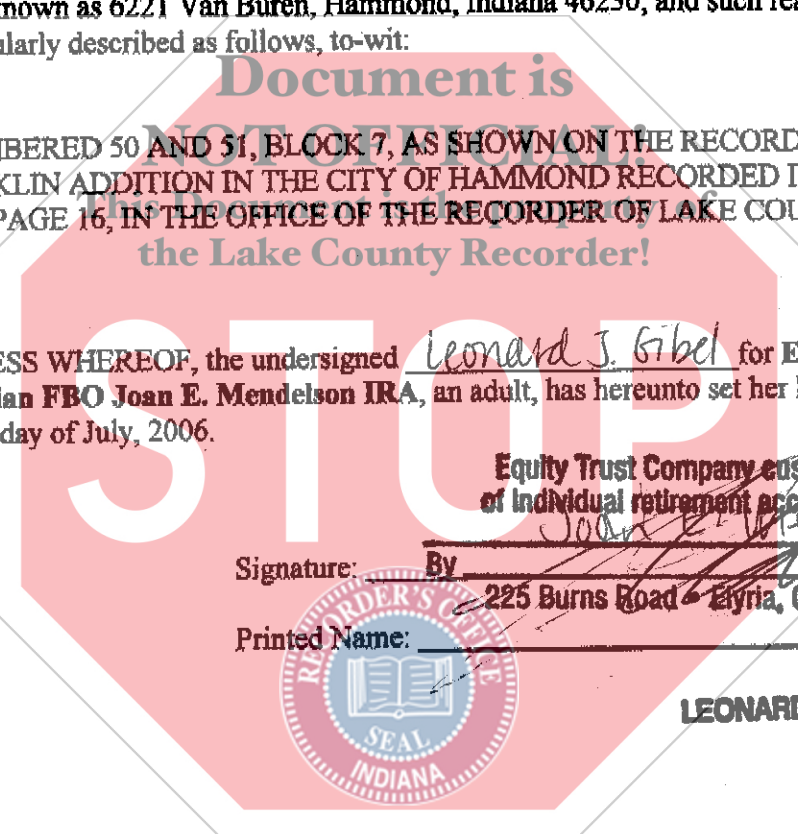 nown as 6221 Van Buren, Hammond, Indiana 46230, and such rea
ularly described as follows, to-wit:
Document is
NOT OFFICIAL!
BERED 50 AND 51, BLOCK 7, AS SHOWN ON THE RECORD
KLIN ADDITION IN THE CITY OF HAMMOND RECORDED I
This Document is the property of
PAGE 16, IN THE OFFICE OF THE RECORDER OF LAKE COU
the Lake County Recorder!
STOP
ESS WHEREOF, the undersigned Leonard J. Gibel for E
ian FBO Joan E. Mendelson IRA, an adult, has hereunto set her
day of July, 2006.
Equity Trust Company cus
of individual retirement acc
Joan E.
Signature: By
225 Burns Road Elyria,
Printed Name:
LEONARD
RECORDER'S OFFICE
SEAL
INDIANA